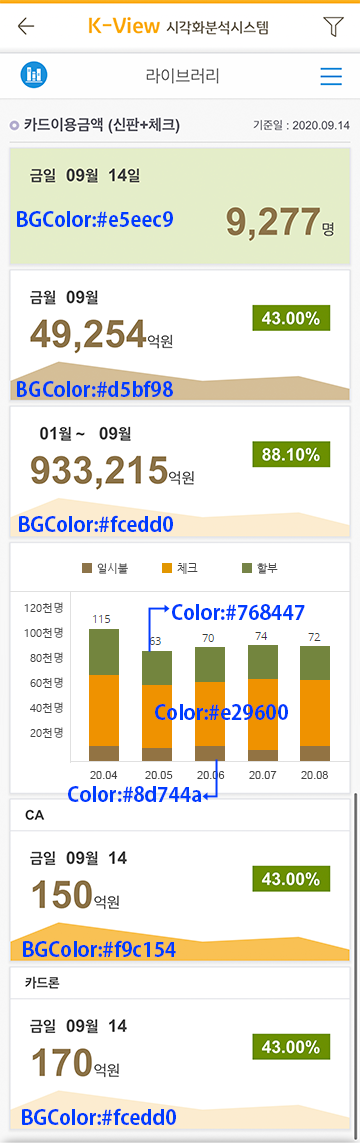 K-View 시각화분석시스템
라이브러리
카드이용금액 (신판+체크) 기준일 : 2020.09.14
금일 09월 14일
BGColor:#e5eec9
9,277명
금월 09월
43.00%
49,254억원
BGColor:#d5bf98
01월 ~ 09월
88.10%
933,215억원
BGColor:#fcedd0
일시불 체크 할부
120천명
100천명
80천명
60천명
40천명
20천명
115 63 70 74 72
Color:#768447
Color:#e29600
20.04 20.05 20.06 20.07 20.08
Color:#8d744a
CA
금일 09월 14
43.00%
150억원
BGColor:#f9c154
카드론
금일 09월 14
43.00%
170억원
BGColor:#fcedd0